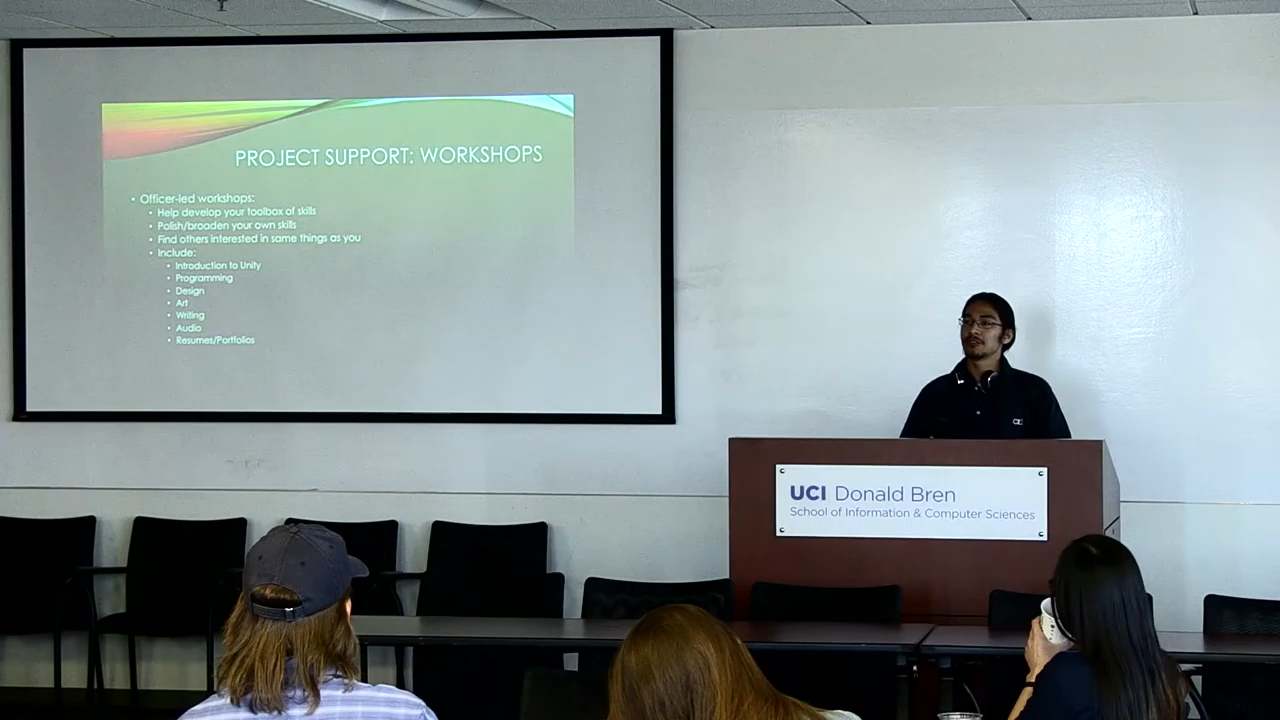 PROJECT SUPPORT: WORKSHOPS
• Officer-led workshops:
• Help develop your toolbox of skills
• Polish/broaden your own skills
• Find others interested in same things as you
• Include:
• Introduction to Unity
• Programming
• Design
• Art
• Writing
• Audio
• Resumes/Portfolios
UCI Donald Bren
School of Information & Computer Sciences